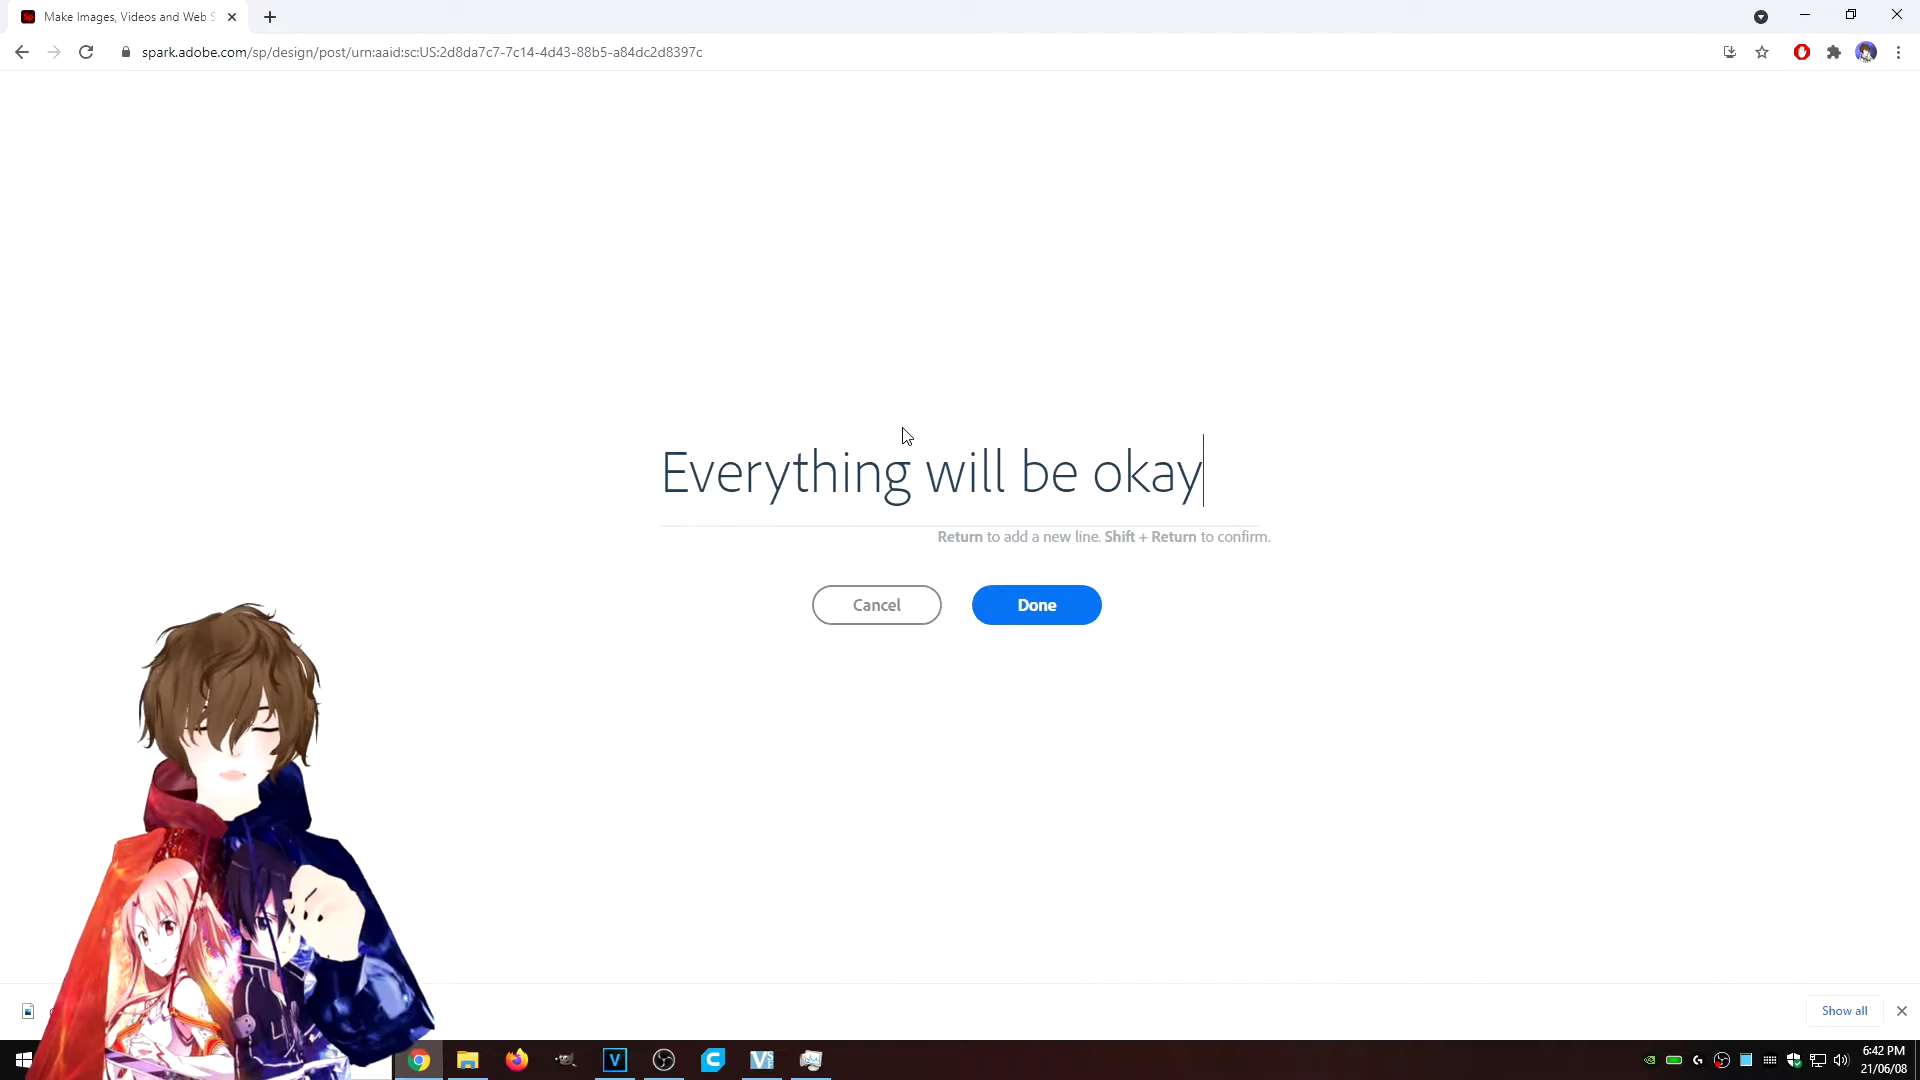 Make Images, Videos and Web S
spark.adobe.com/sp/design/post/urn:aaid:sc:US:2d8da7c7-7c14-4d43-88b5-a84dc2d8397c
Everything will be okay
Return to add a new line. Shift + Return to confirm.
Cancel
Done
Show all
6:42 PM
21/06/08